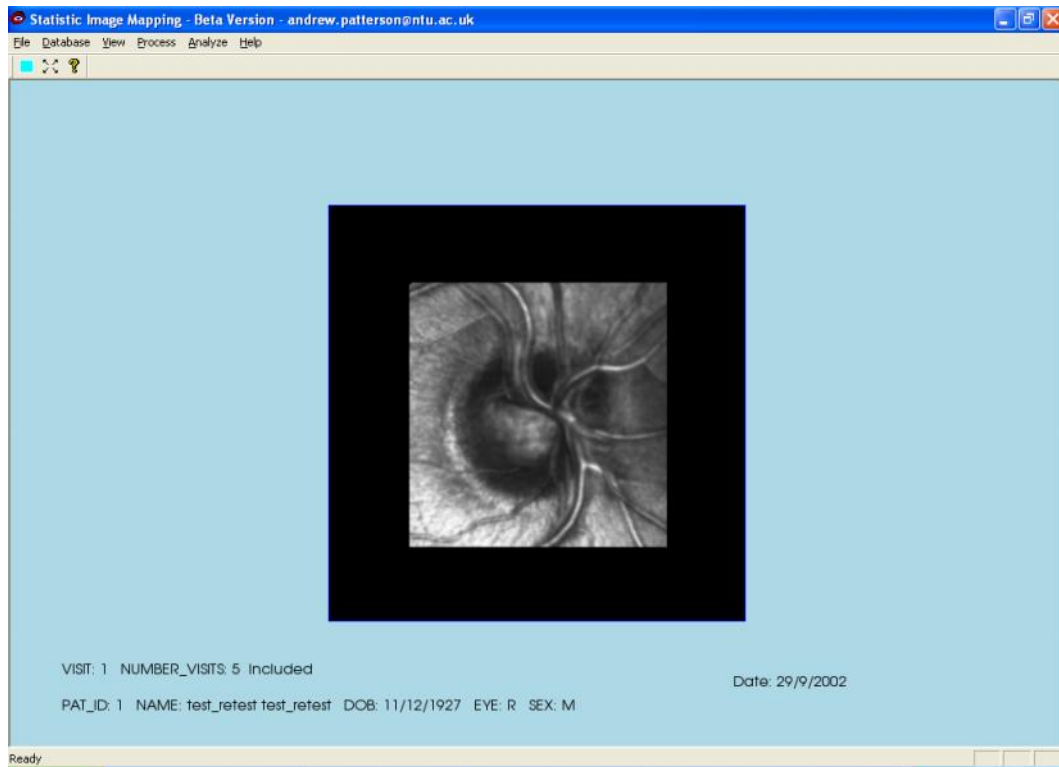 Statistic Image Mapping - Beta Version - andrew.patterson@ntu.ac.uk
File Database View Process Analyze Help
?
VISIT: 1 NUMBER_VISITS: 5 Included
Date: 29/9/2002
PAT_ID: 1 NAME: test_retest test_retest DOB: 11/12/1927 EYE: R SEX: M
Ready